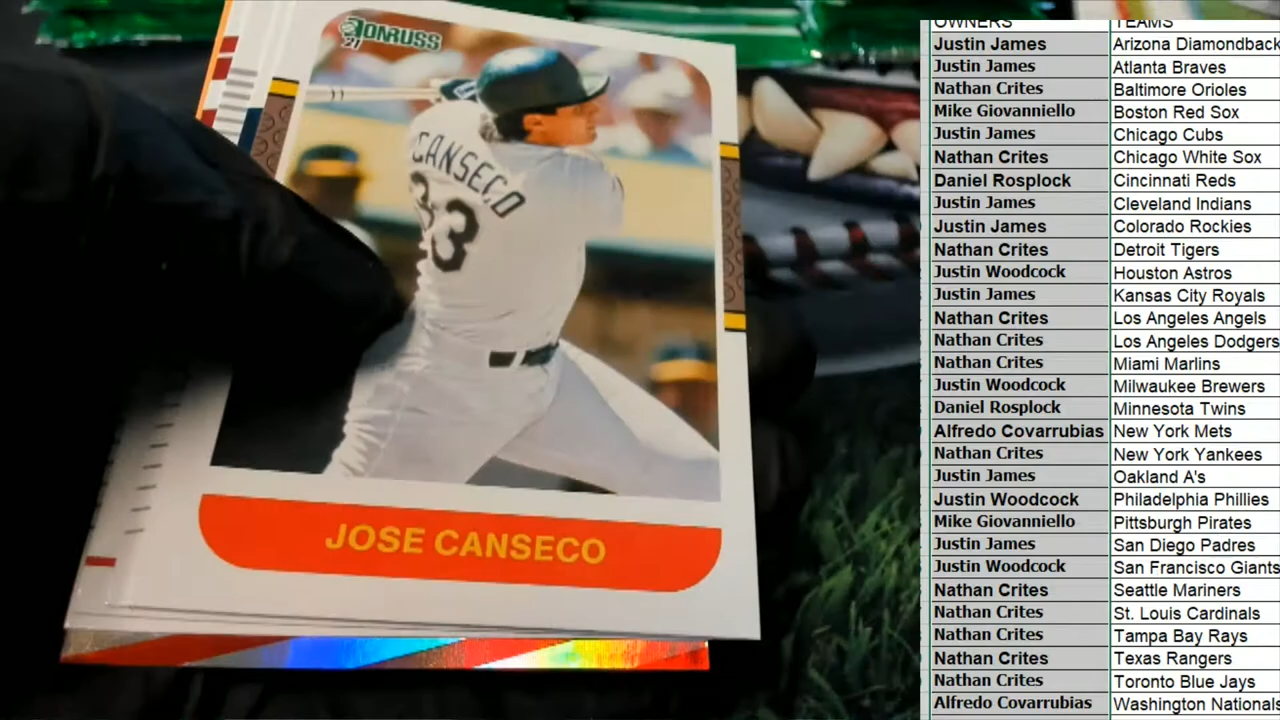 DONRUSS
21
CANSECO
33
JOSE CANSECO
OWNERS TEAMS
Justin James Arizona Diamondback
Justin James Atlanta Braves
Nathan Crites Baltimore Orioles
Mike Giovanniello Boston Red Sox
Justin James Chicago Cubs
Nathan Crites Chicago White Sox
Daniel Rosplock Cincinnati Reds
Justin James Cleveland Indians
Justin James Colorado Rockies
Nathan Crites Detroit Tigers
Justin Woodcock Houston Astros
Justin James Kansas City Royals
Nathan Crites Los Angeles Angels
Nathan Crites Los Angeles Dodgers
Nathan Crites Miami Marlins
Justin Woodcock Milwaukee Brewers
Daniel Rosplock Minnesota Twins
Alfredo Covarrubias New York Mets
Nathan Crites New York Yankees
Justin James Oakland A's
Justin Woodcock Philadelphia Phillies
Mike Giovanniello Pittsburgh Pirates
Justin James San Diego Padres
Justin Woodcock San Francisco Giants
Nathan Crites Seattle Mariners
Nathan Crites St. Louis Cardinals
Nathan Crites Tampa Bay Rays
Nathan Crites Texas Rangers
Nathan Crites Toronto Blue Jays
Alfredo Covarrubias Washington Nationals